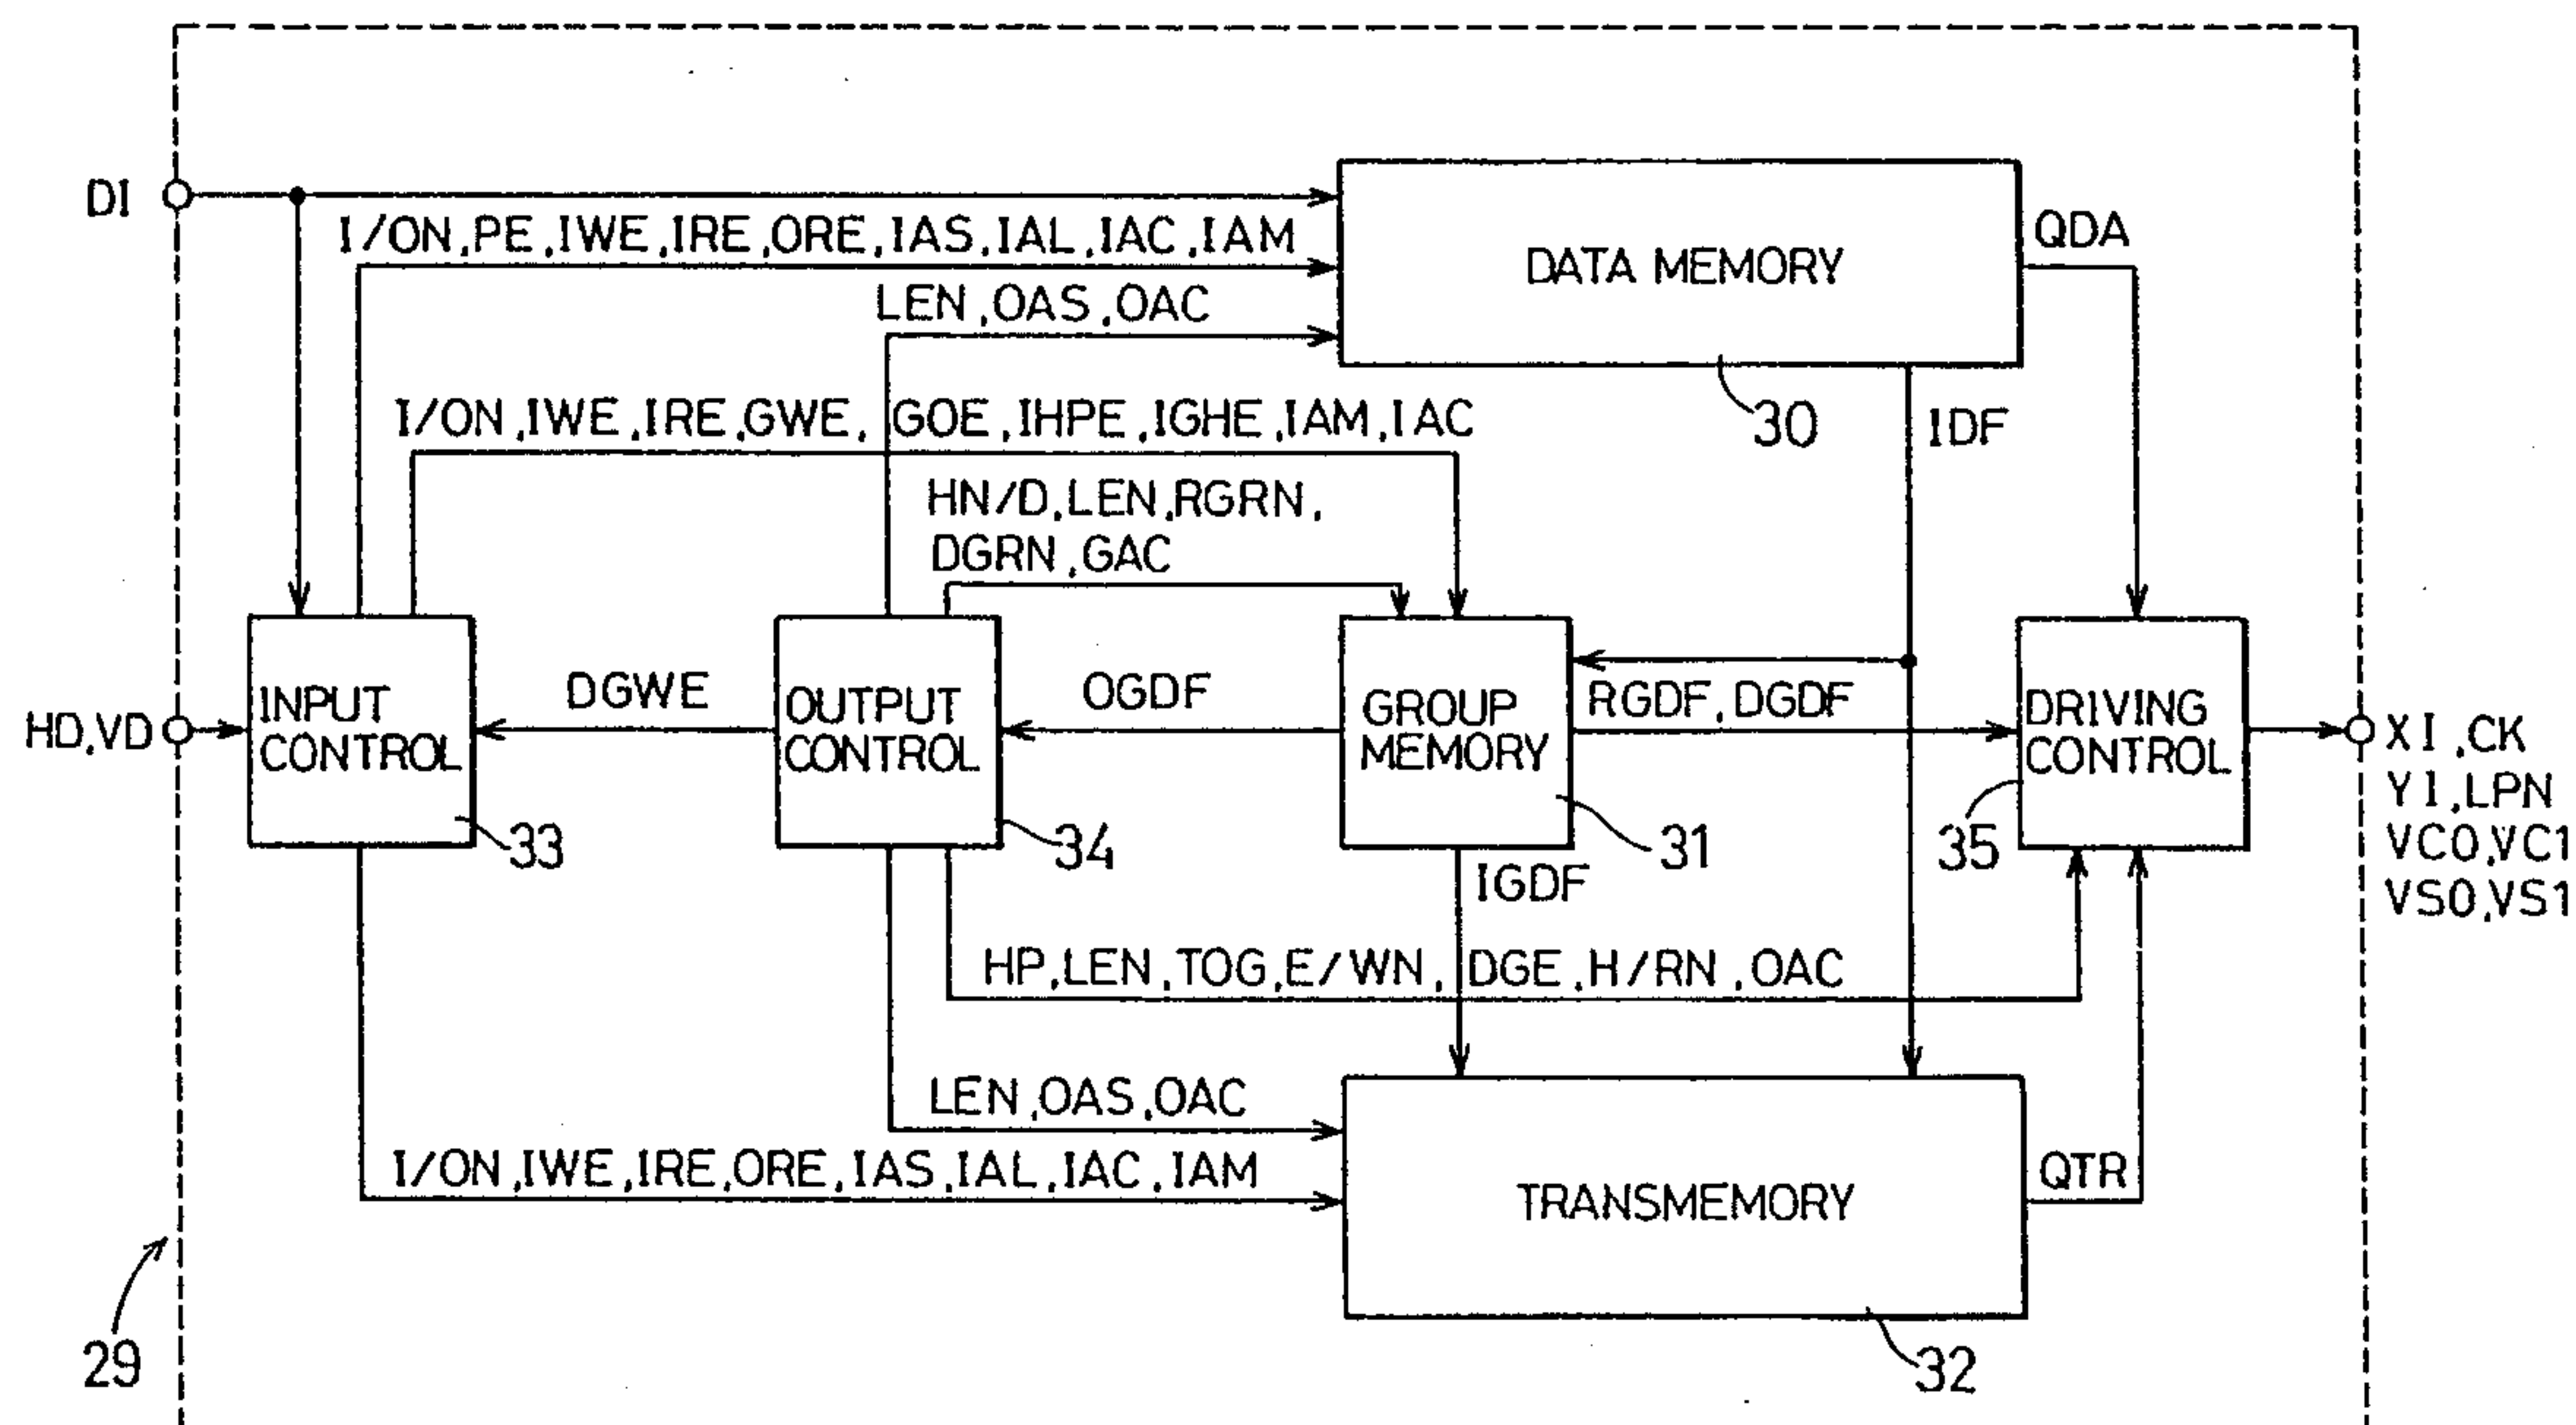 DI
I/ON,PE,IWE,IRE,ORE,IAS,IAL,IAC,IAM
LEN,OAS,OAC
DATA MEMORY
QDA
30
IDF
I/ON,IWE,IRE,GWE, GOE,IHPE,IGHE,IAM,IAC
HN/D,LEN,RGRN,
DGRN,GAC
HD,VD
INPUT
CONTROL
33
DGWE
OUTPUT
CONTROL
34
OGDF
GROUP
MEMORY
31
RGDF,DGDF
DRIVING
CONTROL
35
XI,CK
YI,LPN
VC0,VC1
VS0,VS1
IGDF
HP,LEN,TOG,E/WN, DGE,H/RN,OAC
LEN,OAS,OAC
I/ON,IWE,IRE,ORE,IAS,IAL,IAC,IAM
TRANSMEMORY
QTR
32
29